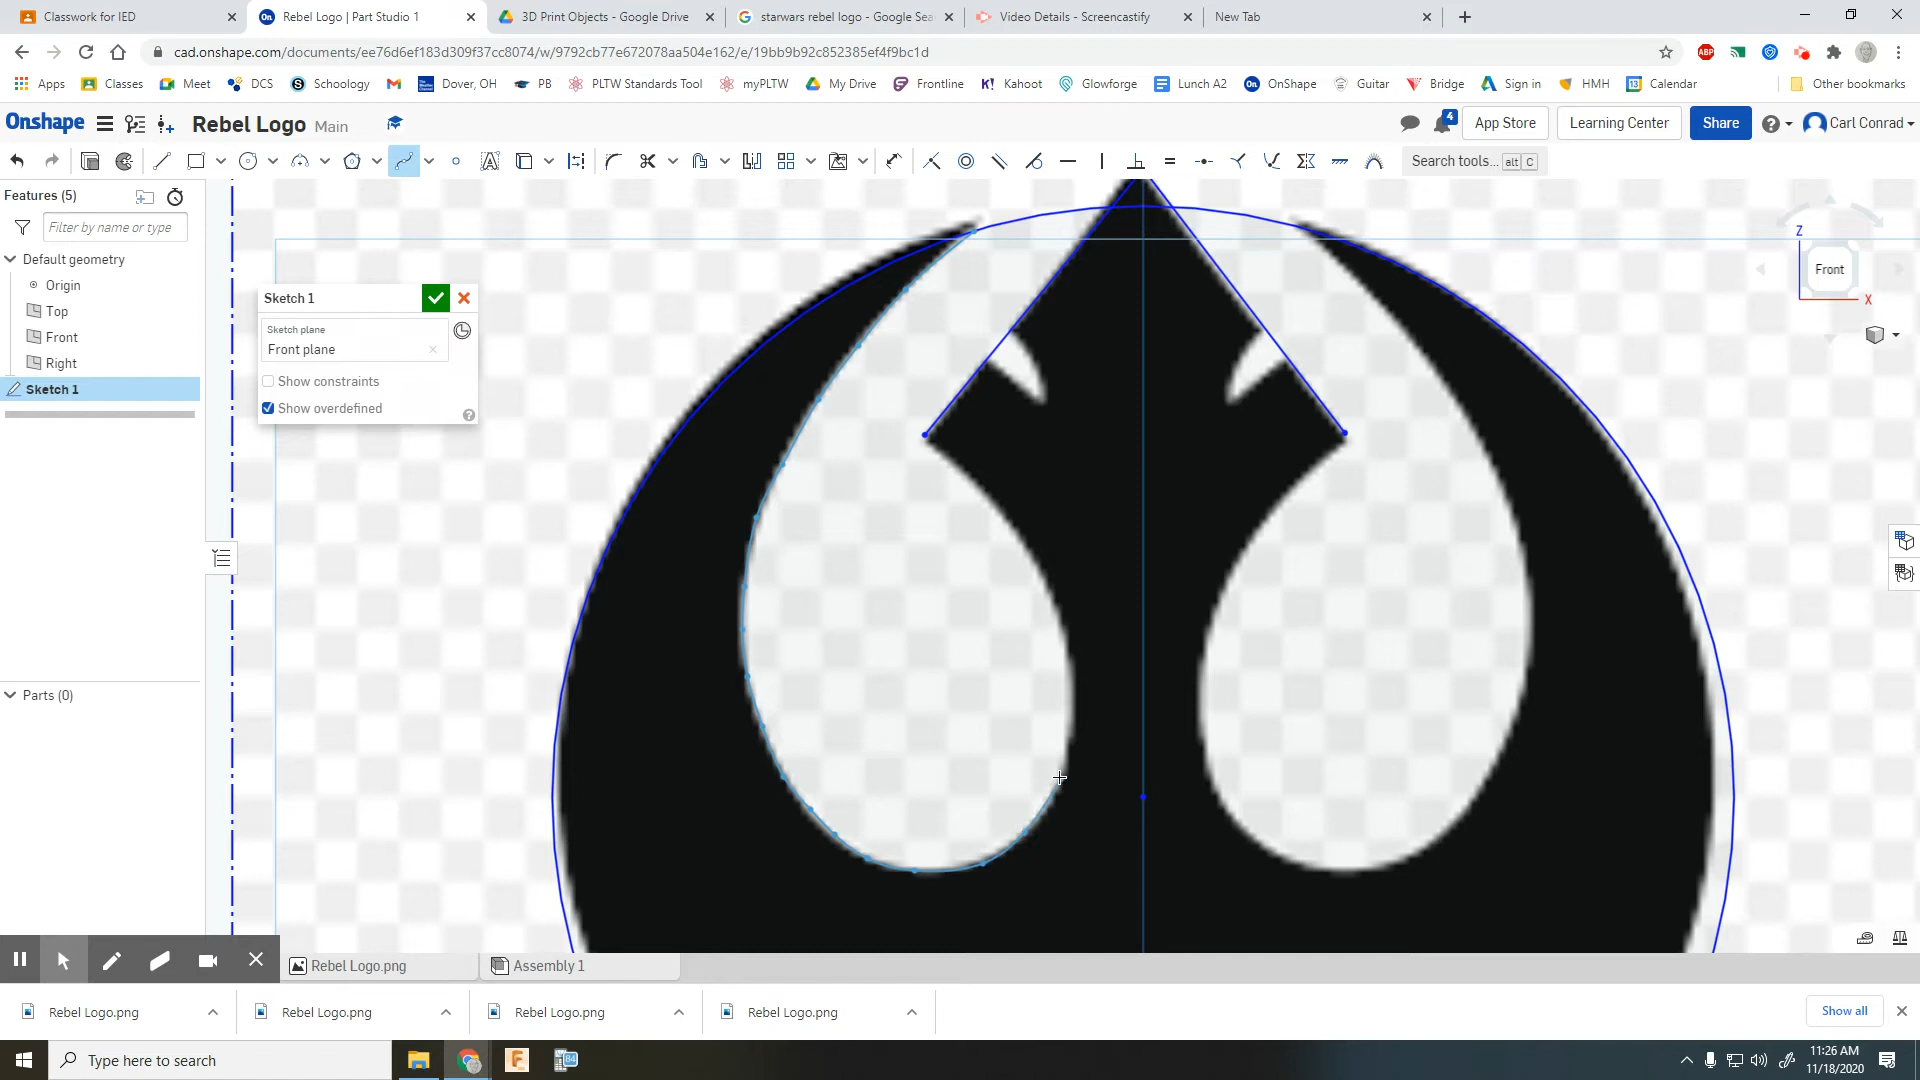 Classwork for IED
Rebel Logo | Part Studio 1
3D Print Objects - Google Drive
starwars rebel logo - Google Sea
Video Details - Screencastify
New Tab
cad.onshape.com/documents/ee76d6ef183d309f37cc8074/w/9792cb77e672078aa504e162/e/19bb9b92c852385ef4f9bc1d
ABP
Apps
Classes
Meet
DCS
Schoology
Dover, OH
PB
PLTW Standards Tool
myPLTW
My Drive
Frontline
K! Kahoot
Glowforge
Lunch A2
On OnShape
Guitar
Bridge
Sign in
HMH
13 Calendar
Other bookmarks
Onshape
Rebel Logo Main
4
App Store
Learning Center
Share
Carl Conrad
Search tools... alt C
Features (5)
Filter by name or type
Default geometry
Origin
Top
Front
Right
Sketch 1
Parts (0)
Sketch 1
Sketch plane
Front plane
Show constraints
Show overdefined
Z
Front
X
Rebel Logo.png
Assembly 1
Rebel Logo.png
Rebel Logo.png
Rebel Logo.png
Rebel Logo.png
Show all
Type here to search
84
11:26 AM
11/18/2020